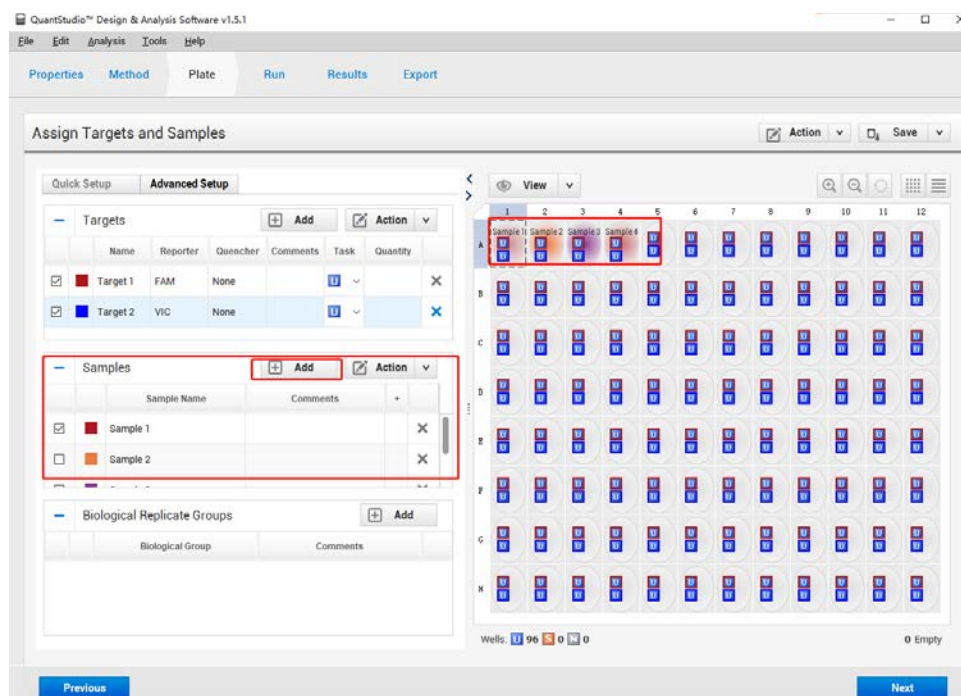 QuantStudio™ Design & Analysis Software v1.5.1
File Edit Analysis Tools Help
Properties Method Plate Run Results Export
Assign Targets and Samples
Action Save
Quick Setup Advanced Setup
View
Targets Add Action
Name Reporter Quencher Comments Task Quantity
Target 1 FAM None U
Target 2 VIC None U
Samples Add Action
Sample Name Comments +
Sample 1
Sample 2
Biological Replicate Groups Add
Biological Group Comments
1 2 3 4 5 6 7 8 9 10 11 12
Sample 1 Sample 2 Sample 3 Sample 4
A U U U U U U U U U U U U
U U U U U U U U U U U U
B U U U U U U U U U U U U
U U U U U U U U U U U U
C U U U U U U U U U U U U
U U U U U U U U U U U U
D U U U U U U U U U U U U
U U U U U U U U U U U U
E U U U U U U U U U U U U
U U U U U U U U U U U U
F U U U U U U U U U U U U
U U U U U U U U U U U U
G U U U U U U U U U U U U
U U U U U U U U U U U U
H U U U U U U U U U U U U
U U U U U U U U U U U U
Wells: U 96 S 0 N 0 0 Empty
Previous Next